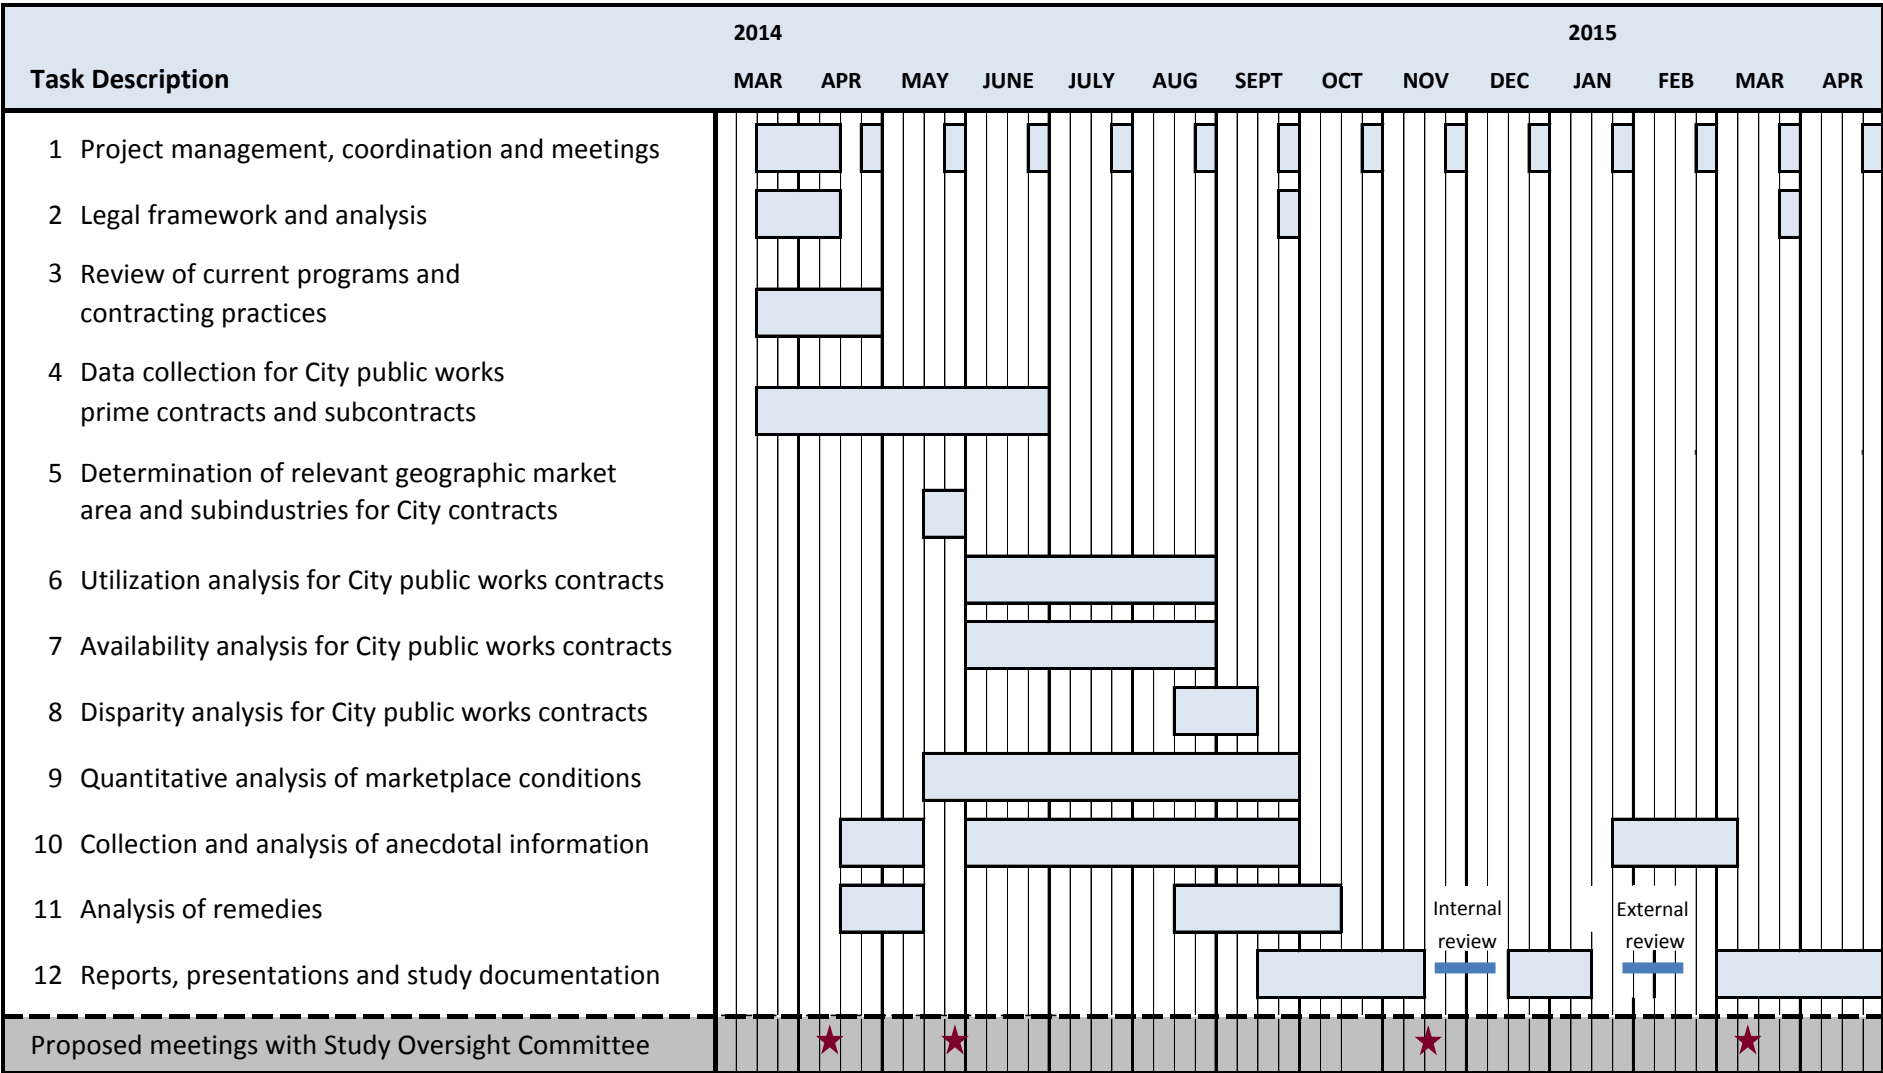 2014 2015
Task Description MAR APR MAY JUNE JULY AUG SEPT OCT NOV DEC JAN FEB MAR APR
1 Project management, coordination and meetings
2 Legal framework and analysis
3 Review of current programs and
contracting practices
4 Data collection for City public works
prime contracts and subcontracts
5 Determination of relevant geographic market
area and subindustries for City contracts
6 Utilization analysis for City public works contracts
7 Availability analysis for City public works contracts
8 Disparity analysis for City public works contracts
9 Quantitative analysis of marketplace conditions
10 Collection and analysis of anecdotal information
11 Analysis of remedies
Internal
review
External
review
12 Reports, presentations and study documentation
Proposed meetings with Study Oversight Committee